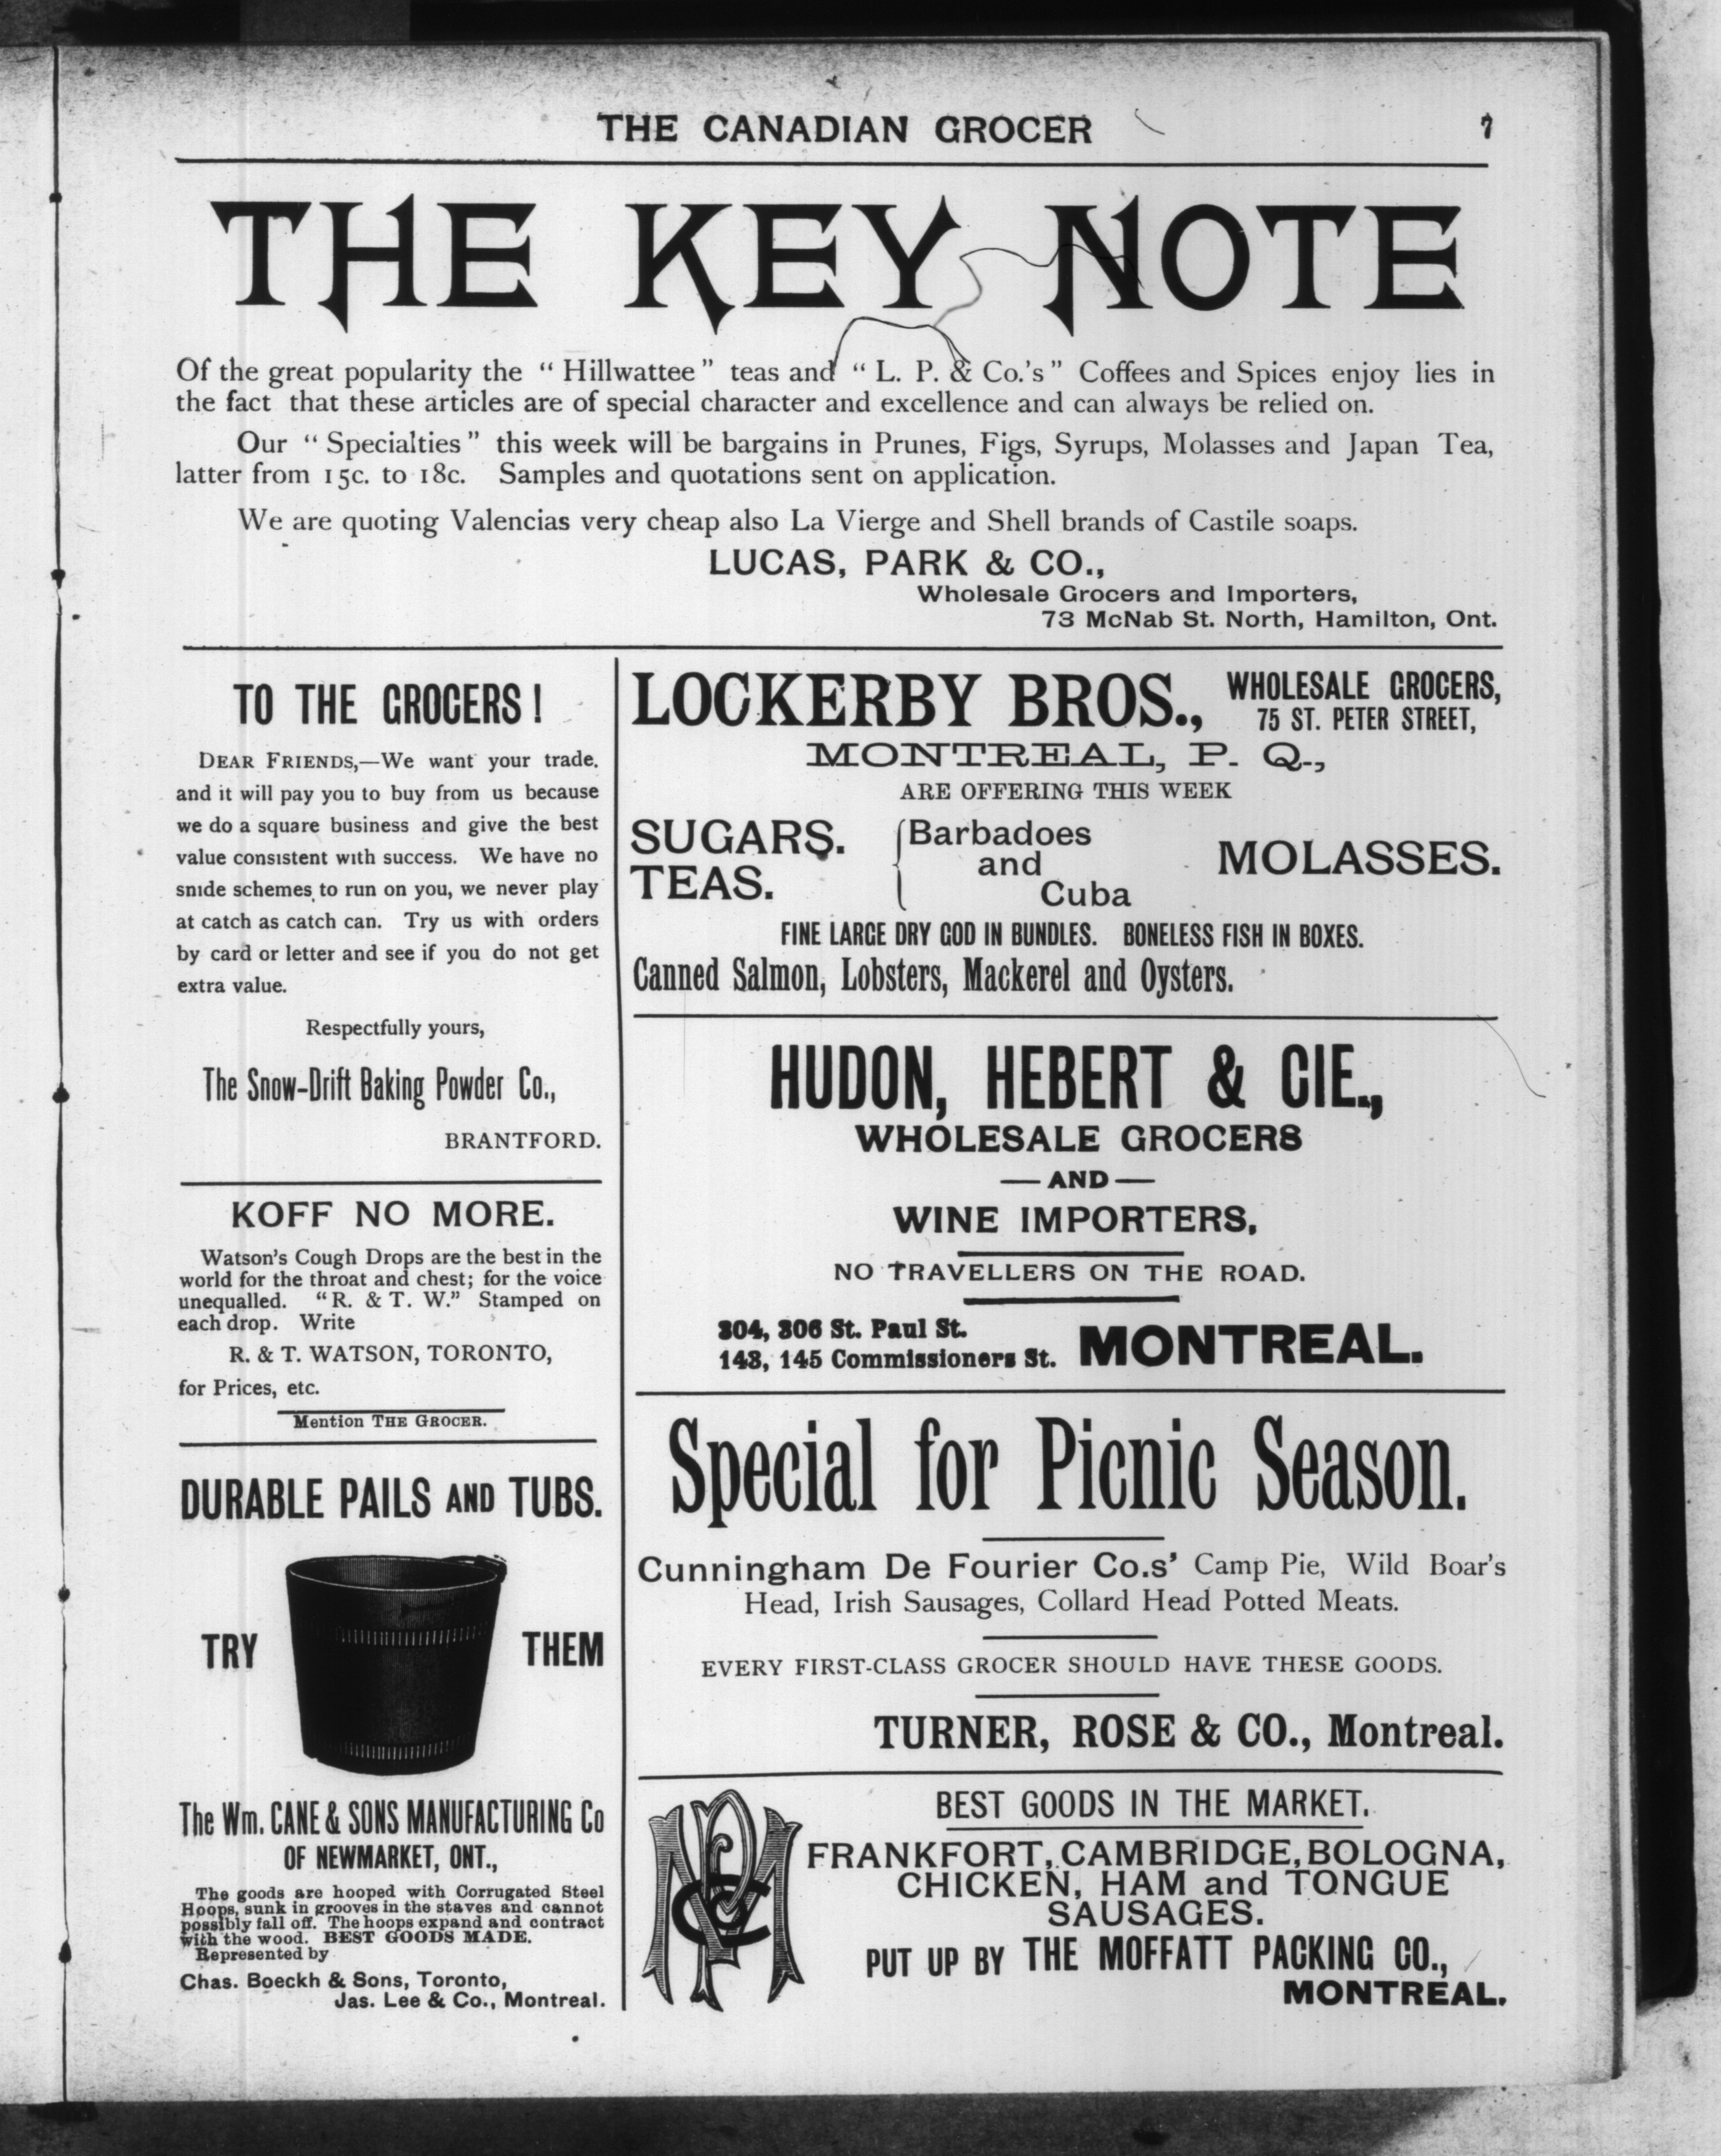 THE CANADIAN GROCER 7
THE KEY NOTE
Of the great popularity the “ Hillwattee ” teas and “ L. P. & Co.'s ” Coffees and Spices enjoy lies in
the fact that these articles are of special character and excellence and can always be relied on.
Our “ Specialties ” this week will be bargains in Prunes, Figs, Syrups, Molasses and Japan Tea,
latter from 15c. to 18c. Samples and quotations sent on application.
We are quoting Valencias very cheap also La Vierge and Shell brands of Castile soaps.
LUCAS, PARK & CO.,
Wholesale Grocers and Importers,
73 McNab St. North, Hamilton, Ont.
TO THE GROCERS !
DEAR FRIENDS,—We want your trade.
and it will pay you to buy from us because
we do a square business and give the best
value consistent with success. We have no
snide schemes to run on you, we never play
at catch as catch can. Try us with orders
by card or letter and see if you do not get
extra value.
Respectfully yours,
The Snow-Drift Baking Powder Co.,
BRANTFORD.
KOFF NO MORE.
Watson's Cough Drops are the best in the
world for the throat and chest; for the voice
unequalled. “R. & T. W.” Stamped on
each drop. Write
R. & T. WATSON, TORONTO,
for Prices, etc.
Mention THE GROCER.
DURABLE PAILS AND TUBS.
TRY THEM
The Wm. CANE & SONS MANUFACTURING Co
OF NEWMARKET, ONT.,
The goods are hooped with Corrugated Steel
Hoops, sunk in grooves in the staves and cannot
possibly fall off. The hoops expand and contract
with the wood. BEST GOODS MADE.
Represented by
Chas. Boeckh & Sons, Toronto,
Jas. Lee & Co., Montreal.
LOCKERBY BROS., WHOLESALE GROCERS,
75 ST. PETER STREET,
MONTREAL, P. Q.,
ARE OFFERING THIS WEEK
SUGARS.
TEAS.
Barbadoes
and
Cuba
MOLASSES.
FINE LARGE DRY COD IN BUNDLES. BONELESS FISH IN BOXES.
Canned Salmon, Lobsters, Mackerel and Oysters.
HUDON, HEBERT & CIE.,
WHOLESALE GROCERS
— AND —
WINE IMPORTERS,
NO TRAVELLERS ON THE ROAD.
304, 306 St. Paul St.
143, 145 Commissioners St. MONTREAL.
Special for Picnic Season.
Cunningham De Fourier Co.s’ Camp Pie, Wild Boar's
Head, Irish Sausages, Collard Head Potted Meats.
EVERY FIRST-CLASS GROCER SHOULD HAVE THESE GOODS.
TURNER, ROSE & CO., Montreal.
BEST GOODS IN THE MARKET.
FRANKFORT, CAMBRIDGE, BOLOGNA,
CHICKEN, HAM and TONGUE
SAUSAGES.
PUT UP BY THE MOFFATT PACKING CO.,
MONTREAL.